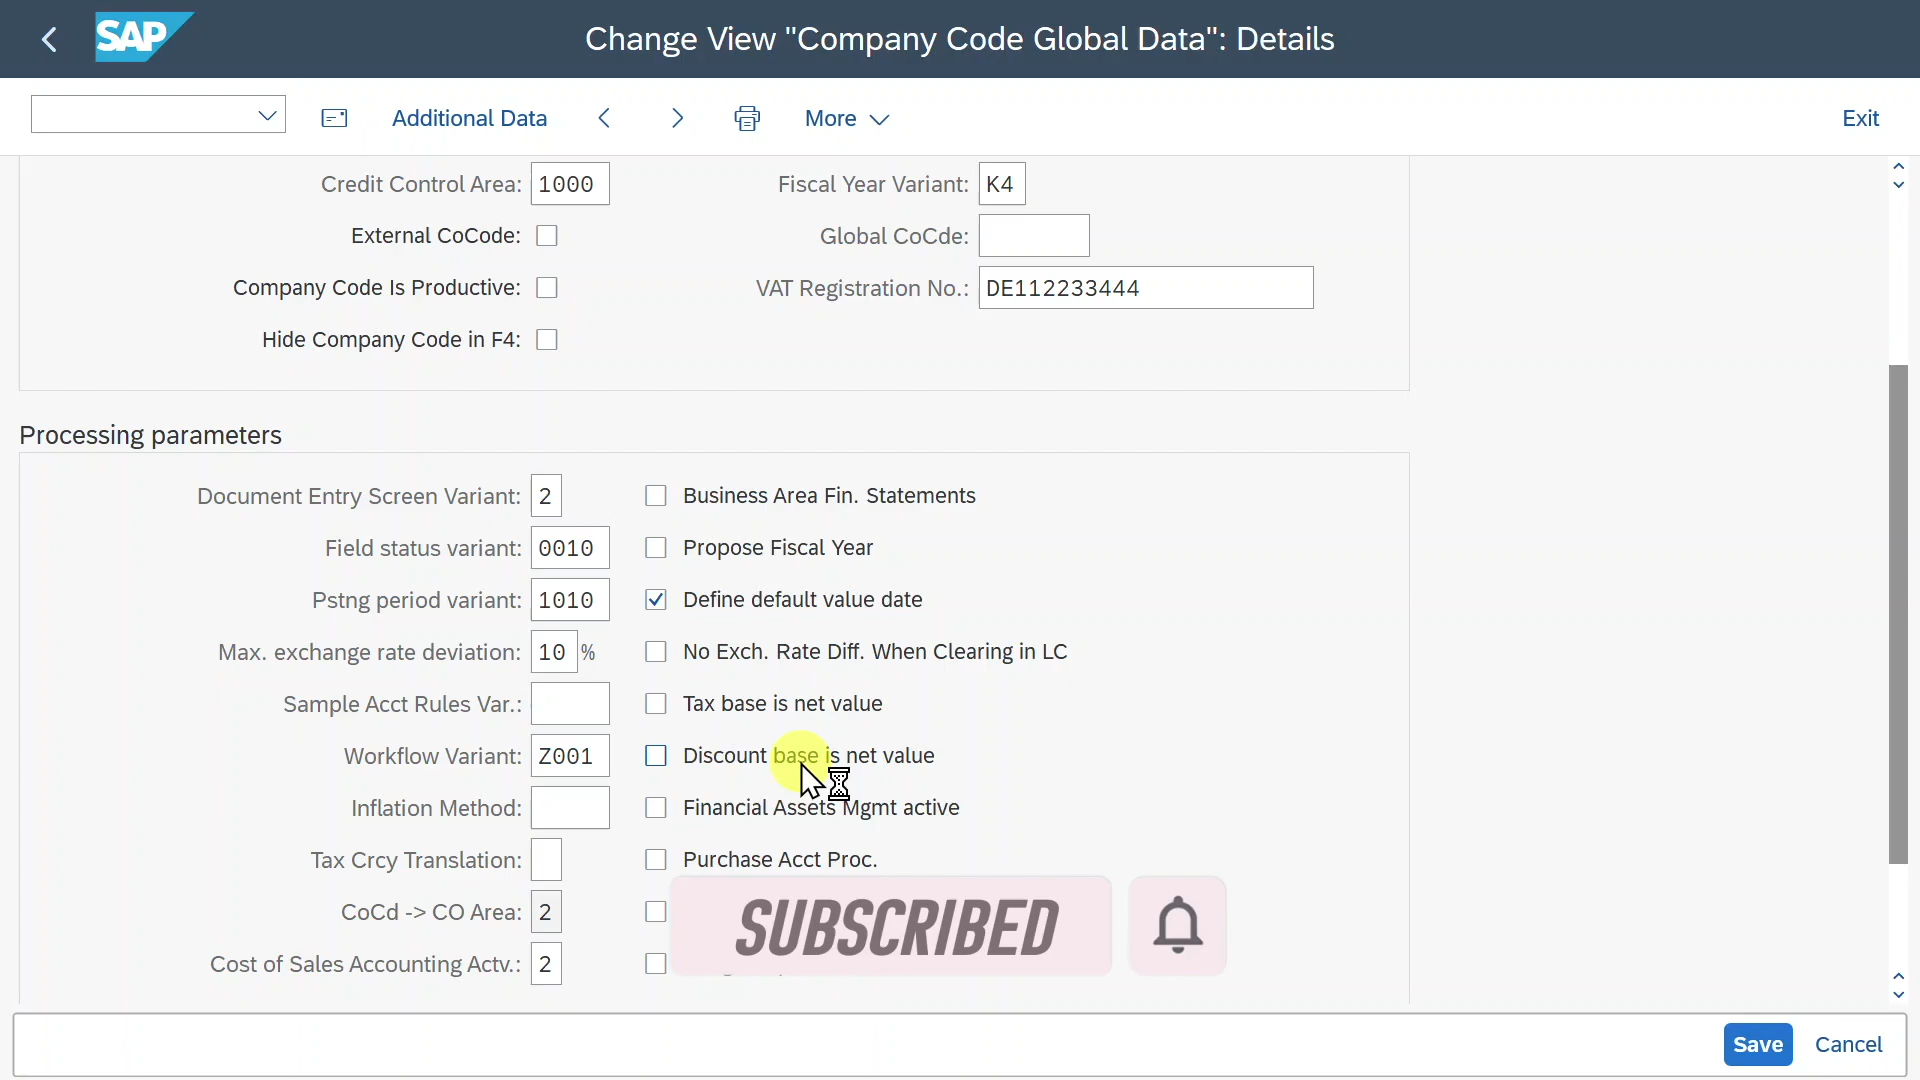 SAP
Change View "Company Code Global Data": Details
Additional Data
More
Exit
Credit Control Area: 1000
Fiscal Year Variant: K4
External CoCode:
Global CoCde:
Company Code Is Productive:
VAT Registration No.: DE112233444
Hide Company Code in F4:
Processing parameters
Document Entry Screen Variant: 2
Business Area Fin. Statements
Field status variant: 0010
Propose Fiscal Year
Pstng period variant: 1010
Define default value date
Max. exchange rate deviation: 10 %
No Exch. Rate Diff. When Clearing in LC
Sample Acct Rules Var.:
Tax base is net value
Workflow Variant: Z001
Discount base is net value
Inflation Method:
Financial Assets Mgmt active
Tax Crcy Translation:
Purchase Acct Proc.
CoCd -> CO Area: 2
SUBSCRIBED
Cost of Sales Accounting Actv.: 2
Save
Cancel